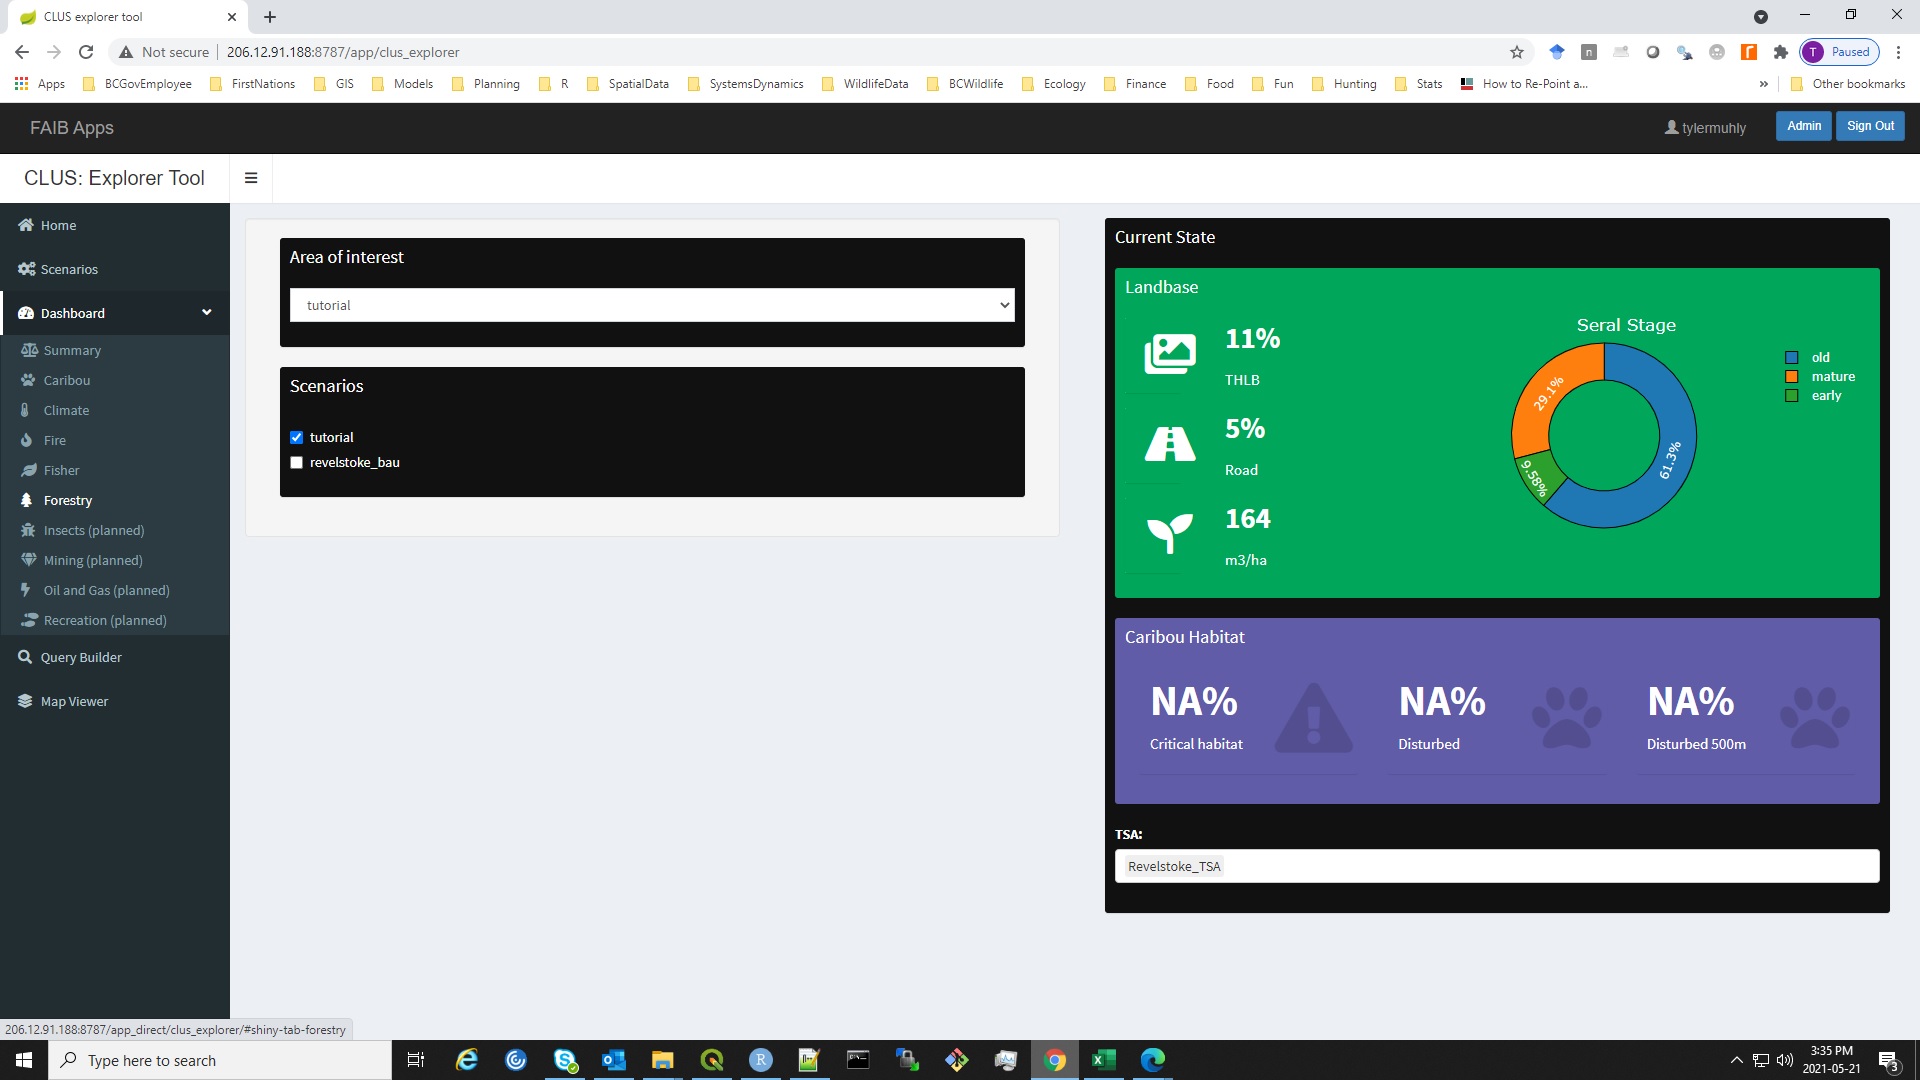 CLUS explorer tool
Not secure 206.12.91.188:8787/app/clus_explorer
T Paused
Apps BCGovEmployee FirstNations GIS Models Planning R SpatialData SystemsDynamics WildlifeData BCWildlife Ecology Finance Food Fun Hunting Stats How to Re-Point a... » Other bookmarks
FAIB Apps
tylermuhly Admin Sign Out
CLUS: Explorer Tool
Home
Scenarios
Dashboard
Summary
Caribou
Climate
Fire
Fisher
Forestry
Insects (planned)
Mining (planned)
Oil and Gas (planned)
Recreation (planned)
Query Builder
Map Viewer
Area of interest
tutorial
Scenarios
tutorial
revelstoke_bau
Current State
Landbase
11%
THLB
5%
Road
164
m3/ha
Seral Stage
29.1%
9.58%
61.3%
old
mature
early
Caribou Habitat
NA%
Critical habitat
NA%
Disturbed
NA%
Disturbed 500m
TSA:
Revelstoke_TSA
206.12.91.188:8787/app_direct/clus_explorer/#shiny-tab-forestry
Type here to search
3:35 PM
2021-05-21
3